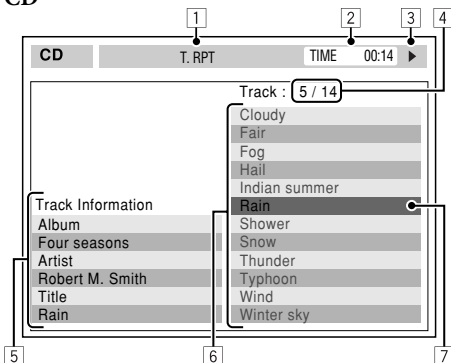 CD
1 2 3 4
CD T. RPT TIME 00:14
Track : 5 / 14
Cloudy
Fair
Fog
Hail
Indian summer
Track Information
Rain
Album
Shower
Four seasons
Snow
Artist
Thunder
Robert M. Smith
Typhoon
Title
Wind
Rain
Winter sky
5 6 7